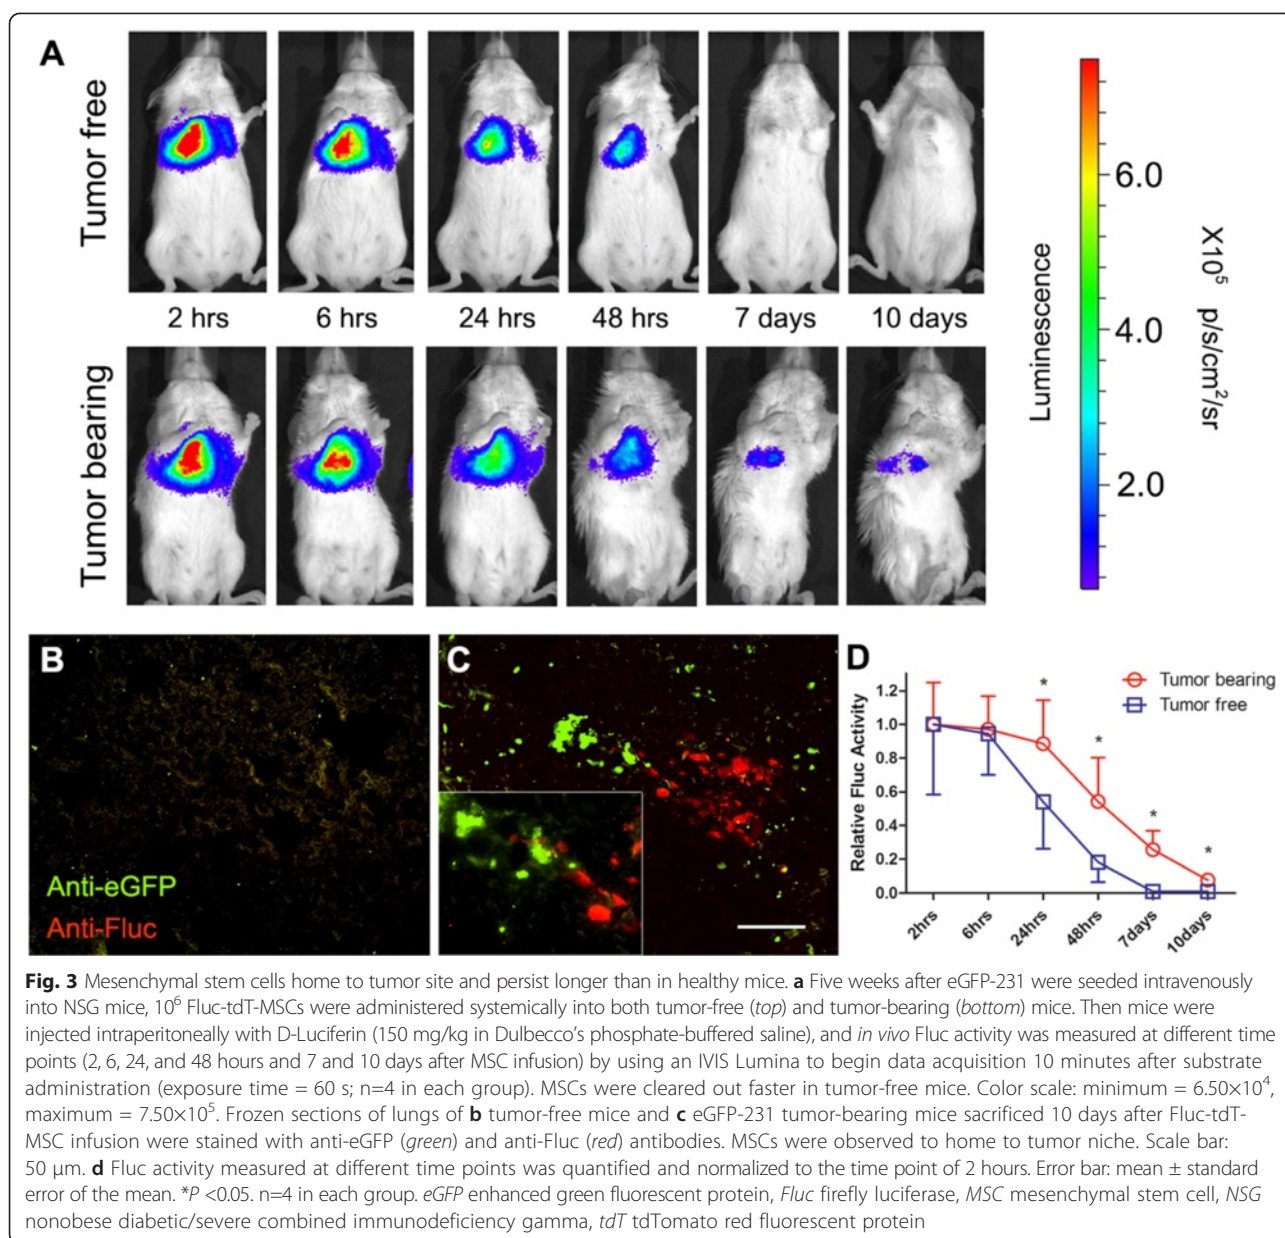 A
Tumor free
2 hrs 6 hrs 24 hrs 48 hrs 7 days 10 days
Tumor bearing
Luminescence
6.0
4.0
2.0
X10⁵ p/s/cm²/sr
B
Anti-eGFP
Anti-Fluc
C
D
Tumor bearing
Tumor free
Relative Fluc Activity
1.2
1.0
0.8
0.6
0.4
0.2
0.0
* * * *
2hrs 6hrs 24hrs 48hrs 7days 10days
Fig. 3 Mesenchymal stem cells home to tumor site and persist longer than in healthy mice. a Five weeks after eGFP-231 were seeded intravenously
into NSG mice, 10⁶ Fluc-tdT-MSCs were administered systemically into both tumor-free (top) and tumor-bearing (bottom) mice. Then mice were
injected intraperitoneally with D-Luciferin (150 mg/kg in Dulbecco's phosphate-buffered saline), and in vivo Fluc activity was measured at different time
points (2, 6, 24, and 48 hours and 7 and 10 days after MSC infusion) by using an IVIS Lumina to begin data acquisition 10 minutes after substrate
administration (exposure time = 60 s; n=4 in each group). MSCs were cleared out faster in tumor-free mice. Color scale: minimum = 6.50×10⁴,
maximum = 7.50×10⁵. Frozen sections of lungs of b tumor-free mice and c eGFP-231 tumor-bearing mice sacrificed 10 days after Fluc-tdT-
MSC infusion were stained with anti-eGFP (green) and anti-Fluc (red) antibodies. MSCs were observed to home to tumor niche. Scale bar:
50 μm. d Fluc activity measured at different time points was quantified and normalized to the time point of 2 hours. Error bar: mean ± standard
error of the mean. *P <0.05. n=4 in each group. eGFP enhanced green fluorescent protein, Fluc firefly luciferase, MSC mesenchymal stem cell, NSG
nonobese diabetic/severe combined immunodeficiency gamma, tdT tdTomato red fluorescent protein